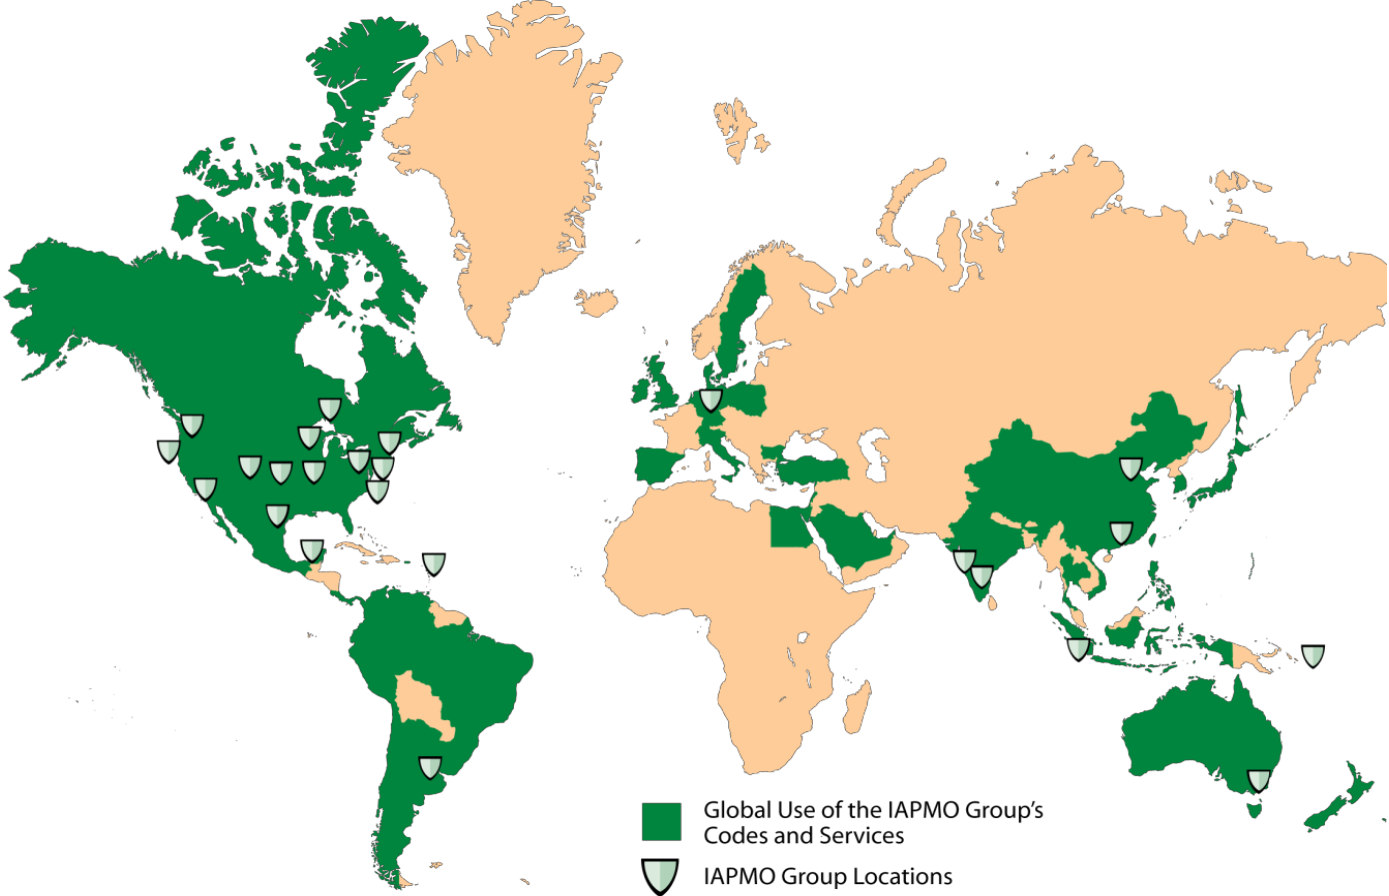 Global Use of the IAPMO Group's
Codes and Services
IAPMO Group Locations